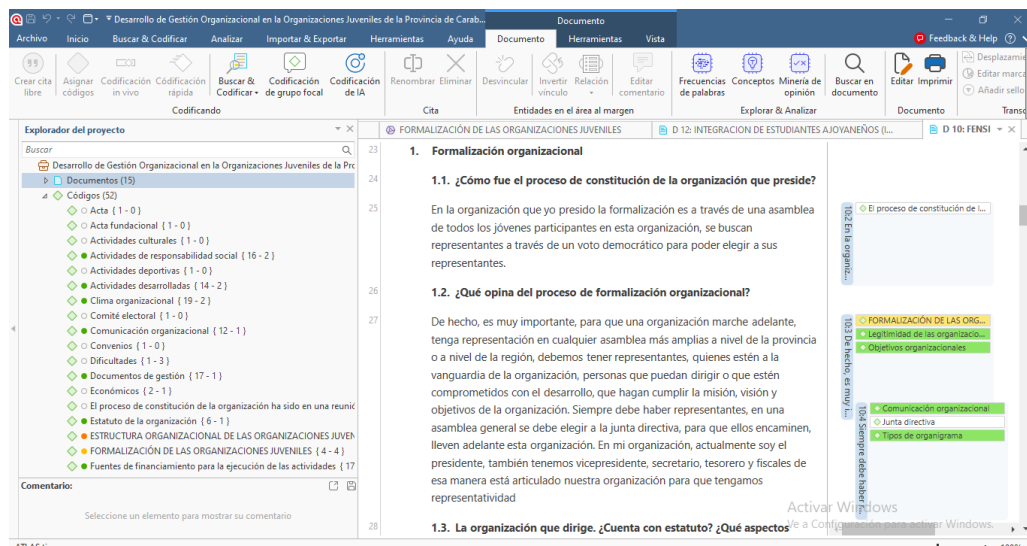 Desarrollo de Gestión Organizacional en la Organizaciones Juveniles de la Provincia de Carab...
Documento
Archivo Inicio Buscar & Codificar Analizar Importar & Exportar Herramientas Ayuda Documento Herramientas Vista Feedback & Help
Crear cita libre
Asignar códigos
Codificación in vivo
Codificación rápida
Buscar & Codificar
Codificación de grupo focal
Codificación de IA
Renombrar
Eliminar
Desvincular
Invertir vínculo
Relación
Editar comentario
Frecuencias de palabras
Conceptos
Minería de opinión
Buscar en documento
Editar
Imprimir
Desplazamie
Editar marca
Añadir sello
Codificando
Cita
Entidades en el área al margen
Explorar & Analizar
Documento
Transc
Explorador del proyecto
FORMALIZACIÓN DE LAS ORGANIZACIONES JUVENILES
D 12: INTEGRACION DE ESTUDIANTES AJOYANEÑOS (I...
D 10: FENSI
Buscar
Desarrollo de Gestión Organizacional en la Organizaciones Juveniles de la Prc
Documentos (15)
Códigos (52)
Acta { 1 - 0 }
Acta fundacional { 1 - 0 }
Actividades culturales { 1 - 0 }
Actividades de responsabilidad social { 16 - 2 }
Actividades deportivas { 1 - 0 }
Actividades desarrolladas { 14 - 2 }
Clima organizacional { 19 - 2 }
Comité electoral { 1 - 0 }
Comunicación organizacional { 12 - 1 }
Convenios { 1 - 0 }
Dificultades { 1 - 3 }
Documentos de gestión { 17 - 1 }
Económicos { 2 - 1 }
El proceso de constitución de la organización ha sido en una reunió
Estatuto de la organización { 6 - 1 }
ESTRUCTURA ORGANIZACIONAL DE LAS ORGANIZACIONES JUVEN
FORMALIZACIÓN DE LAS ORGANIZACIONES JUVENILES { 4 - 4 }
Fuentes de financiamiento para la ejecución de las actividades { 17
Comentario:
Seleccione un elemento para mostrar su comentario
23 1. Formalización organizacional
24 1.1. ¿Cómo fue el proceso de constitución de la organización que preside?
25 En la organización que yo presido la formalización es a través de una asamblea
de todos los jóvenes participantes en esta organización, se buscan
representantes a través de un voto democrático para poder elegir a sus
representantes.
26 1.2. ¿Qué opina del proceso de formalización organizacional?
27 De hecho, es muy importante, para que una organización marche adelante,
tenga representación en cualquier asamblea más amplias a nivel de la provincia
o a nivel de la región, debemos tener representantes, quienes estén a la
vanguardia de la organización, personas que puedan dirigir o que estén
comprometidos con el desarrollo, que hagan cumplir la misión, visión y
objetivos de la organización. Siempre debe haber representantes, en una
asamblea general se debe elegir a la junta directiva, para que ellos encaminen,
lleven adelante esta organización. En mi organización, actualmente soy el
presidente, también tenemos vicepresidente, secretario, tesorero y fiscales de
esa manera está articulado nuestra organización para que tengamos
representatividad
28 1.3. La organización que dirige. ¿Cuenta con estatuto? ¿Qué aspectos
10:2 En la organiz...
El proceso de constitución de l...
10:3 De hecho, es muy i...
FORMALIZACIÓN DE LAS ORG...
Legitimidad de las organizacio...
Objetivos organizacionales
10:4 Siempre debe haber r...
Comunicación organizacional
Junta directiva
Tipos de organigrama
Activar Windows
Ve a Configuración para activar Windows.